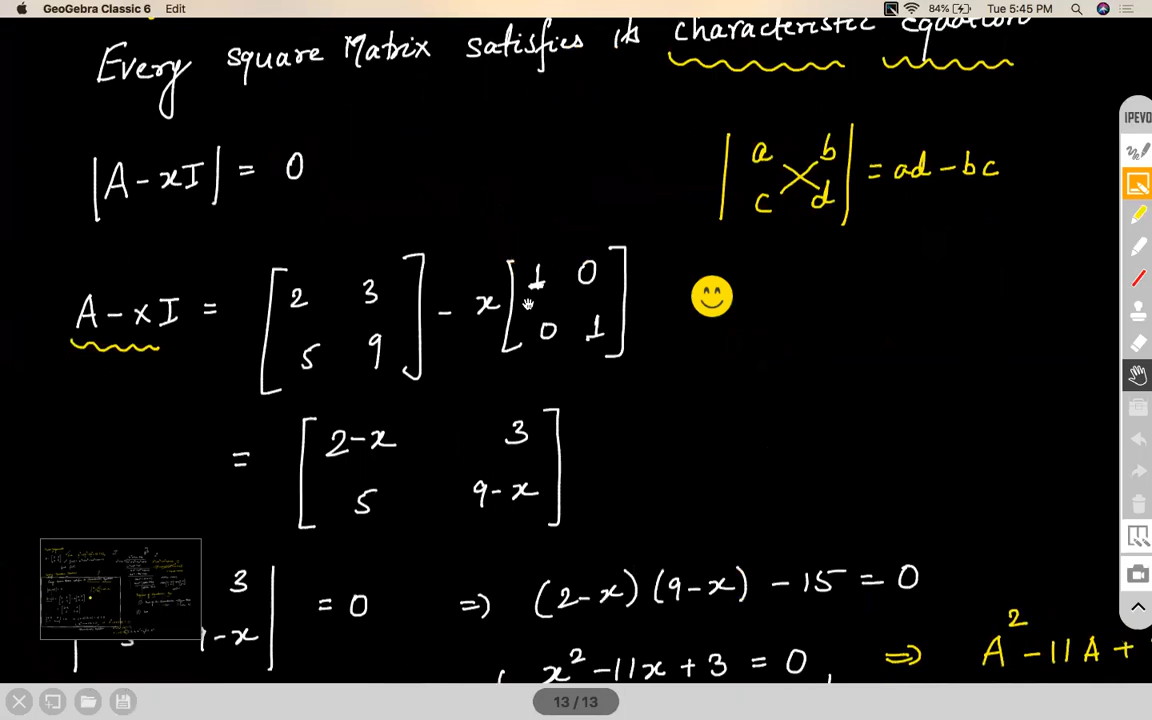 GeoGebra Classic 6 Edit 84% Tue 5:45 PM
Every square Matrix satisfies its characteristic equation
|A - xI| = 0
|a b; c d| = ad - bc
A - xI = [2 3; 5 9] - x [1 0; 0 1]
= [2-x 3; 5 9-x]
3
-x
= 0 => (2-x) (9-x) - 15 = 0
x² - 11x + 3 = 0, => A² - 11A +
IPEVO
13 / 13